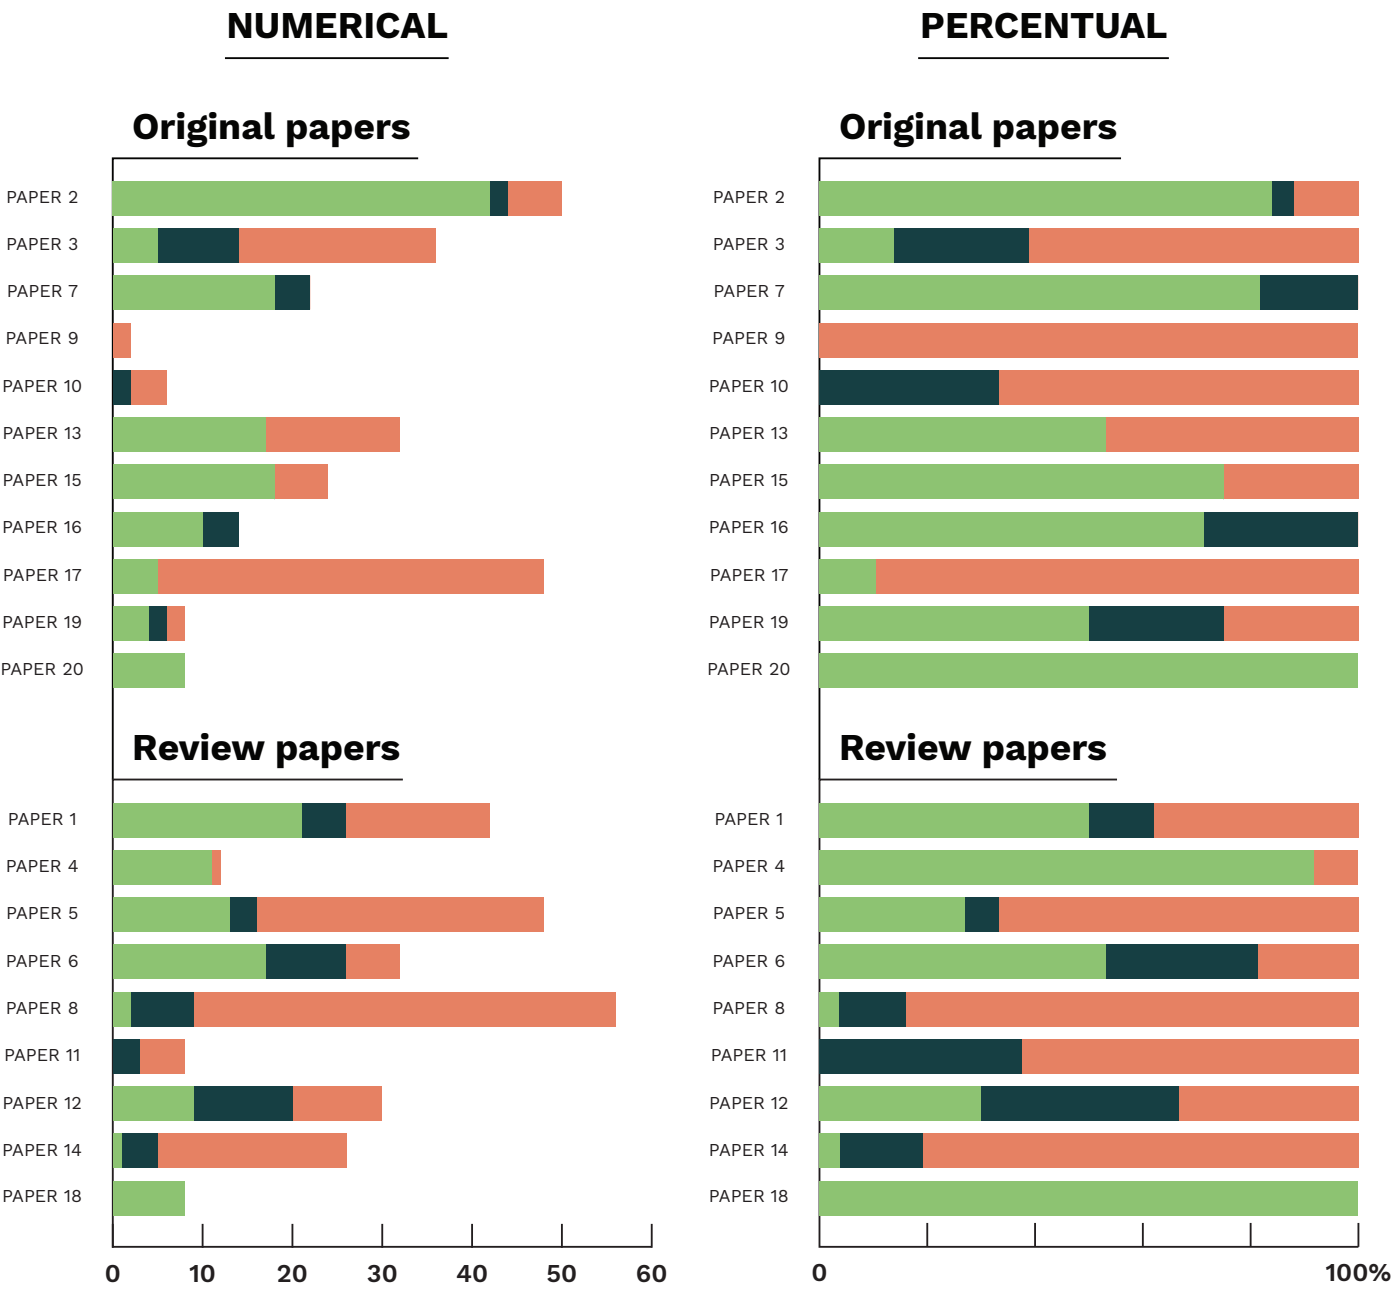 NUMERICAL
Original papers
PAPER 2
PAPER 3
PAPER 7
PAPER 9
PAPER 10
PAPER 13
PAPER 15
PAPER 16
PAPER 17
PAPER 19
PAPER 20
Review papers
PAPER 1
PAPER 4
PAPER 5
PAPER 6
PAPER 8
PAPER 11
PAPER 12
PAPER 14
PAPER 18
0 10 20 30 40 50 60
PERCENTUAL
Original papers
PAPER 2
PAPER 3
PAPER 7
PAPER 9
PAPER 10
PAPER 13
PAPER 15
PAPER 16
PAPER 17
PAPER 19
PAPER 20
Review papers
PAPER 1
PAPER 4
PAPER 5
PAPER 6
PAPER 8
PAPER 11
PAPER 12
PAPER 14
PAPER 18
0 100%